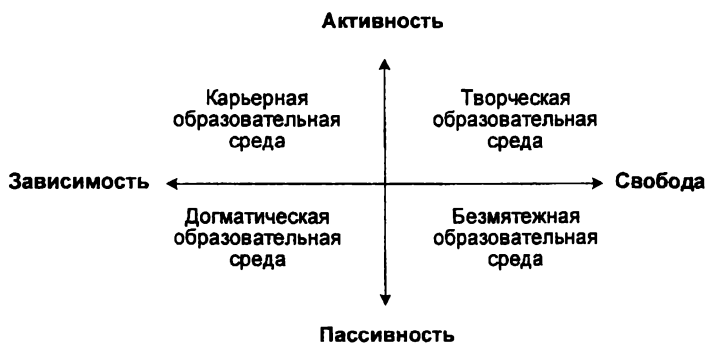 Активность
Карьерная
образовательная
среда
Творческая
образовательная
среда
Зависимость
Свобода
Догматическая
образовательная
среда
Безмятежная
образовательная
среда
Пассивность